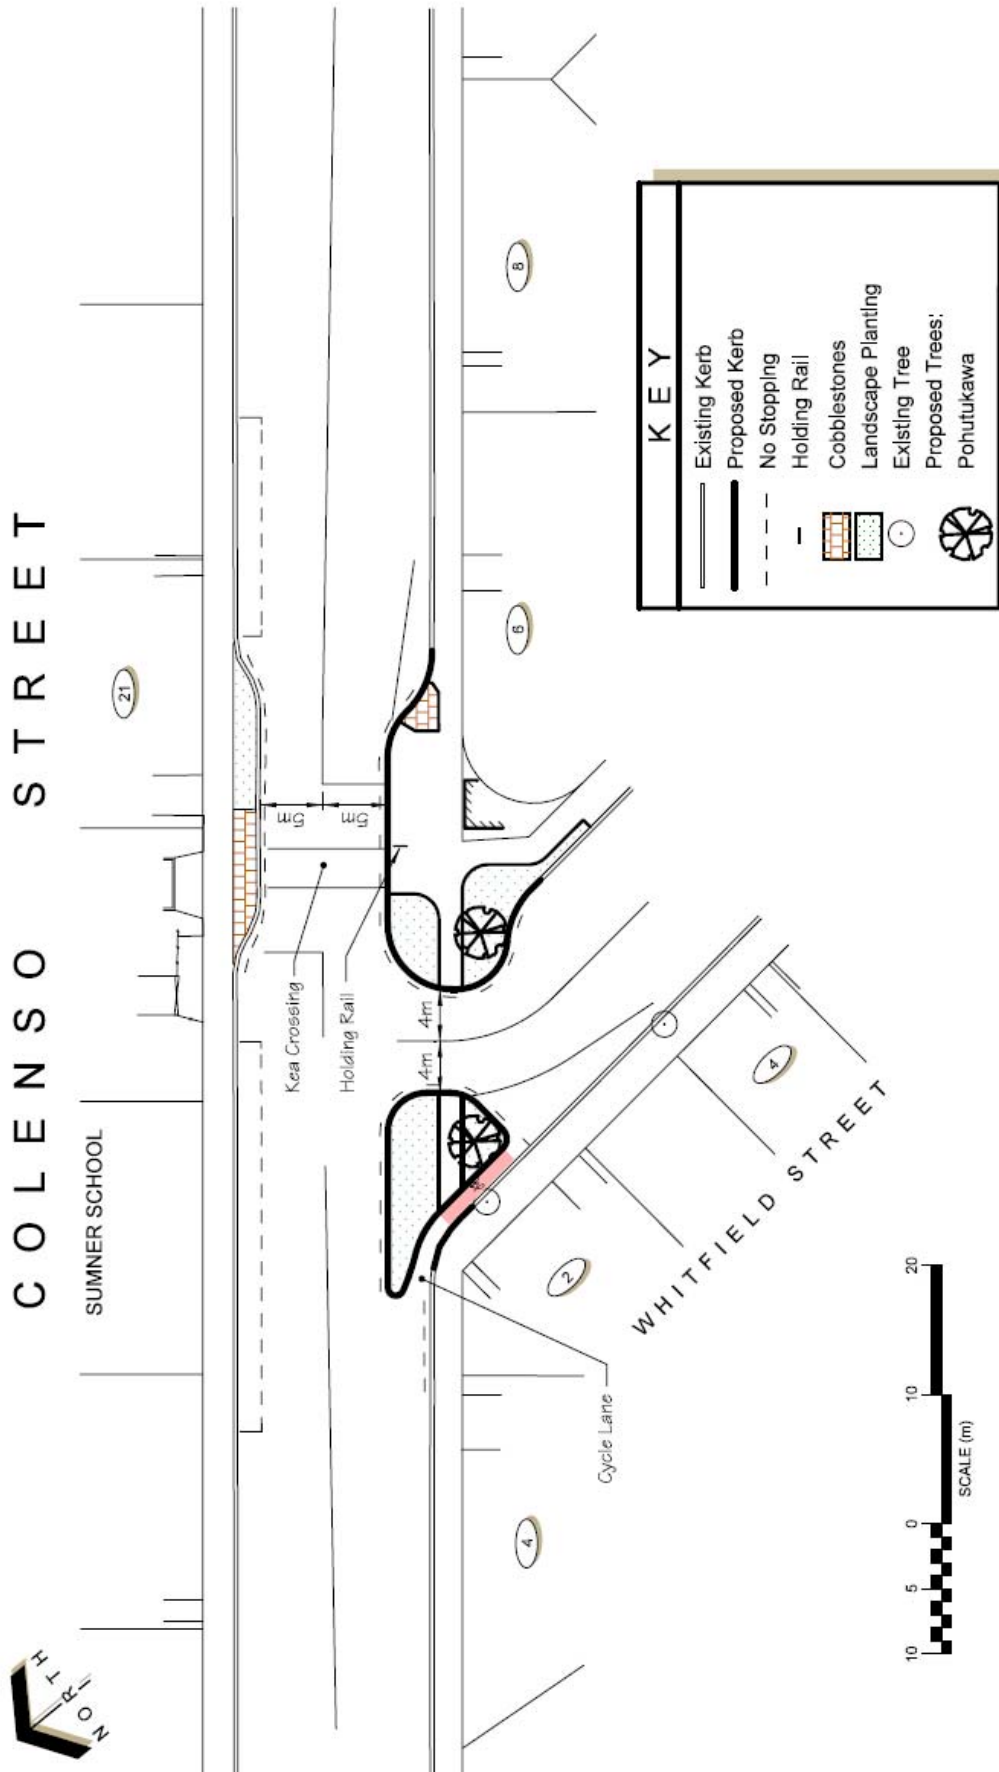 COLENSO STREET
SUMNER SCHOOL
21
NORTH
Kea Crossing
Holding Rail
5m
5m
4m
4m
Cycle Lane
4
2
4
6
8
WHITFIELD STREET
KEY
Existing Kerb
Proposed Kerb
No Stopping
Holding Rail
Cobblestones
Landscape Planting
Existing Tree
Proposed Trees:
Pohutukawa
10 5 0 10 20
SCALE (m)